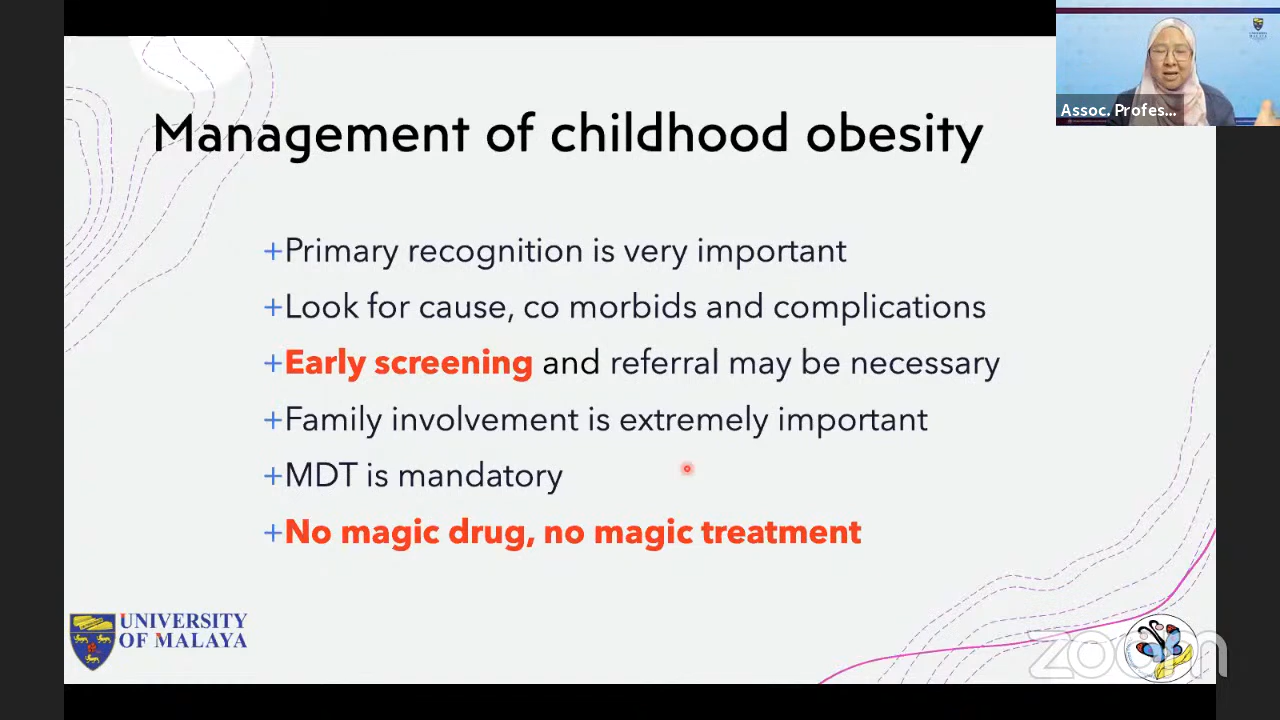 Assoc. Profes...
Management of childhood obesity
+Primary recognition is very important
+Look for cause, co morbids and complications
+Early screening and referral may be necessary
+Family involvement is extremely important
+MDT is mandatory
+No magic drug, no magic treatment
UNIVERSITY
OF MALAYA
zoom